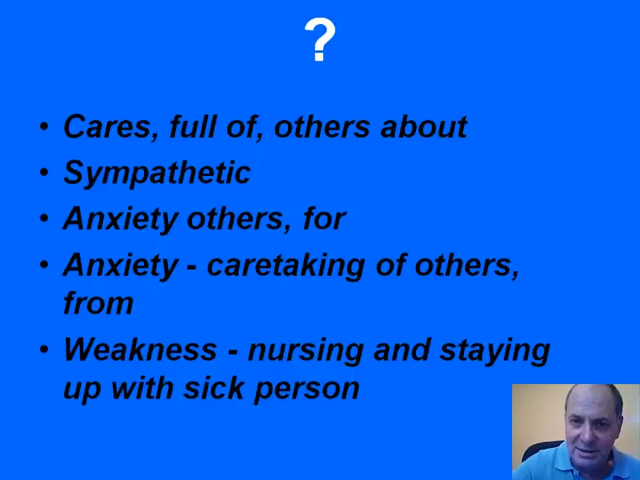 ?
• Cares, full of, others about
• Sympathetic
• Anxiety others, for
• Anxiety - caretaking of others,
from
• Weakness - nursing and staying
up with sick person